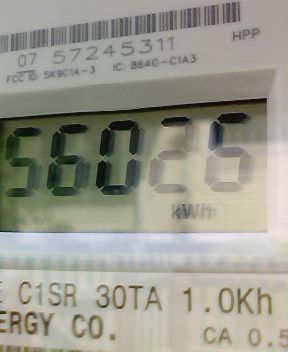 07 57245311
HPP
FCC ID: SK9C1A-3 IC: 864G-C1A3
56026
kWh
C1SR 30TA 1.0Kh
ERGY CO.
CA 0.5